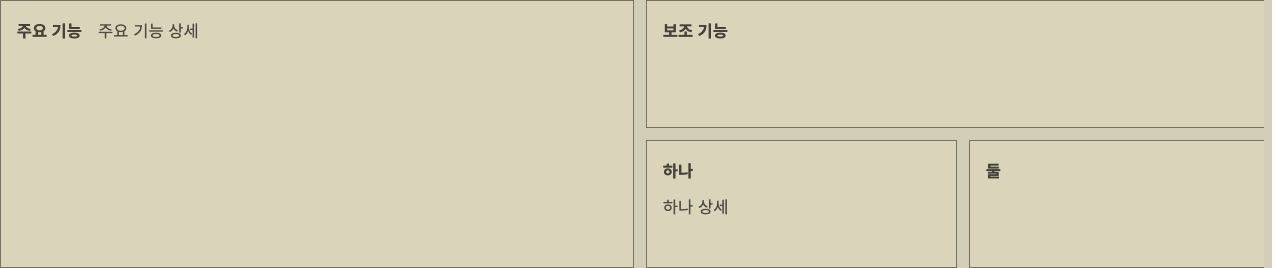 주요 기능 주요 기능 상세
보조 기능
하나
하나 상세
둘